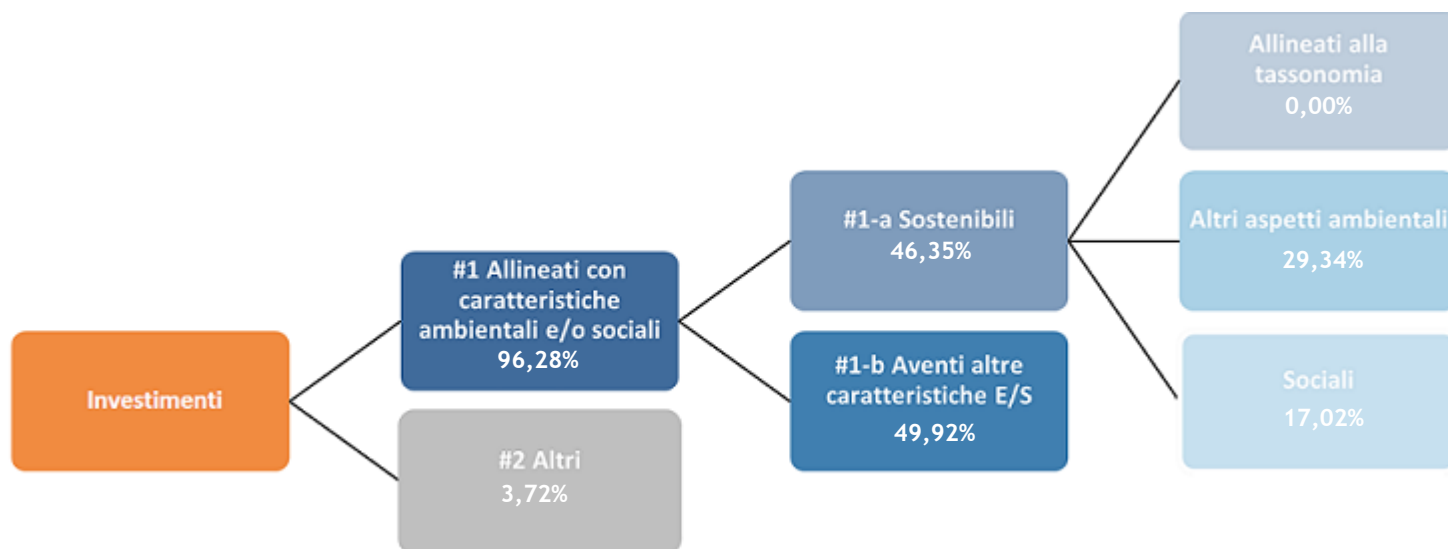 Investimenti
#1 Allineati con
caratteristiche
ambientali e/o sociali
96,28%
#2 Altri
3,72%
#1-a Sostenibili
46,35%
#1-b Aventi altre
caratteristiche E/S
49,92%
Allineati alla
tassonomia
0,00%
Altri aspetti ambientali
29,34%
Sociali
17,02%